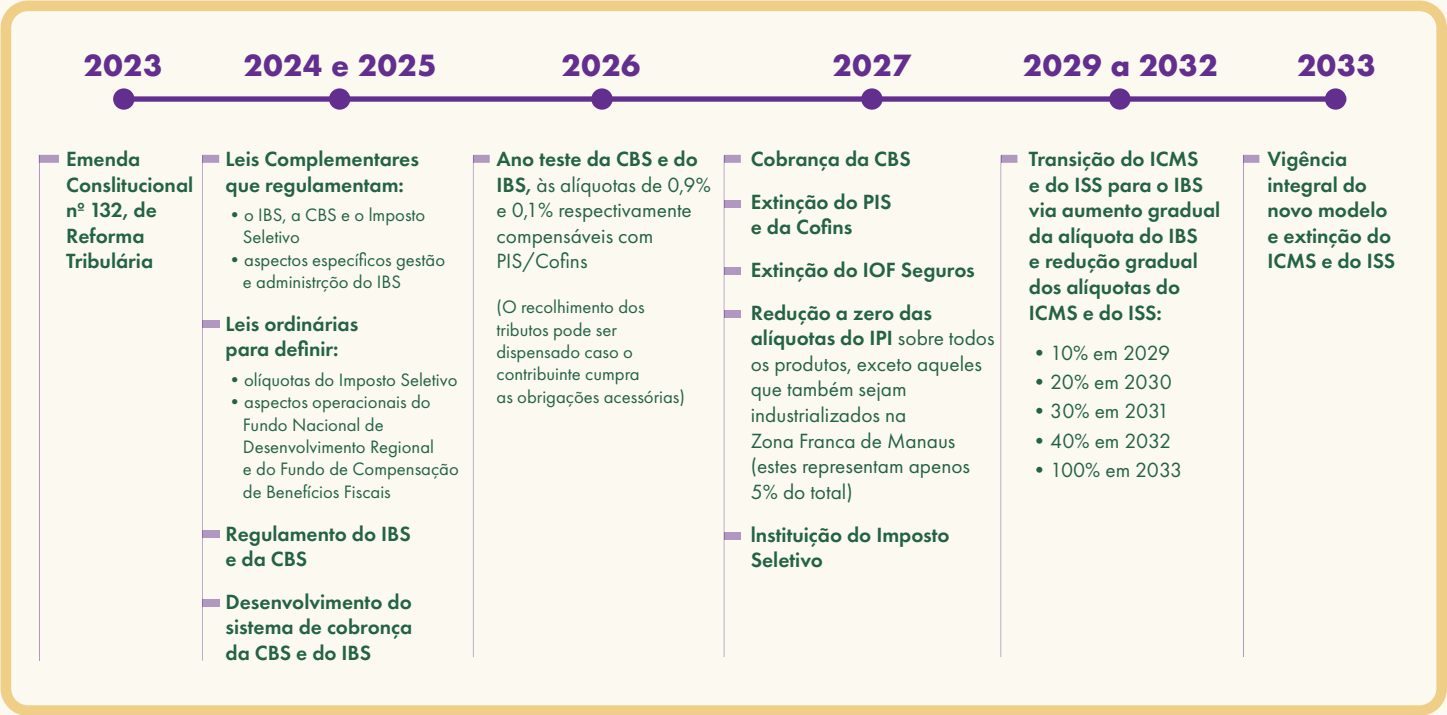 2023
2024 e 2025
2026
2027
2029 a 2032
2033
Emenda
Constitucional
nº 132, de
Reforma
Tribulária
Leis Complementares
que regulamentam:
• o IBS, a CBS e o Imposto
Seletivo
• aspectos específicos gestão
e administrção do IBS
Leis ordinárias
para definir:
• olíquotas do Imposto Seletivo
• aspectos operacionais do
Fundo Nacional de
Desenvolvimento Regional
e do Fundo de Compensação
de Benefícios Fiscais
Regulamento do IBS
e da CBS
Desenvolvimento do
sistema de cobronça
da CBS e do IBS
Ano teste da CBS e do
IBS, às alíquotas de 0,9%
e 0,1% respectivamente
compensáveis com
PIS/Cofins
(O recolhimento dos
tributos pode ser
dispensado caso o
contribuinte cumpra
as obrigações acessórias)
Cobrança da CBS
Extinção do PIS
e da Cofins
Extinção do IOF Seguros
Redução a zero das
alíquotas do IPI sobre todos
os produtos, exceto aqueles
que também sejam
industrializados na
Zona Franca de Manaus
(estes representam apenas
5% do total)
Instituição do Imposto
Seletivo
Transição do ICMS
e do ISS para o IBS
via aumento gradual
da alíquota do IBS
e redução gradual
dos alíquotas do
ICMS e do ISS:
• 10% em 2029
• 20% em 2030
• 30% em 2031
• 40% em 2032
• 100% em 2033
Vigência
integral do
novo modelo
e extinção do
ICMS e do ISS